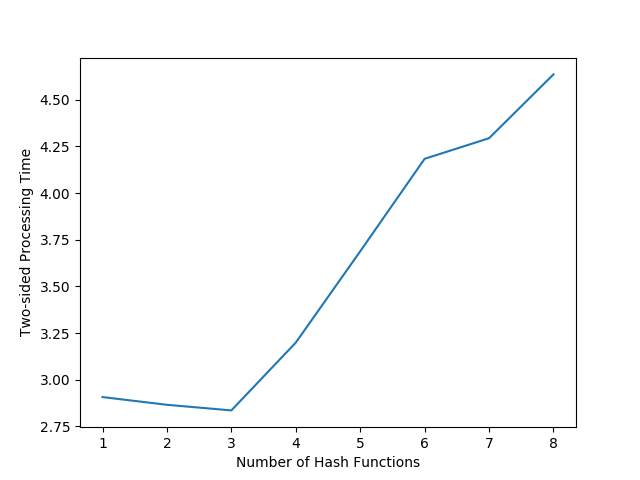 4.50
4.25
4.00
3.75
3.50
3.25
3.00
2.75
Two-sided Processing Time
1 2 3 4 5 6 7 8
Number of Hash Functions